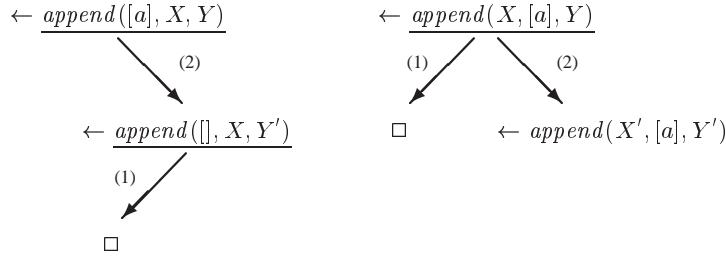 ← append([a], X, Y)
← append(X, [a], Y)
(2)
(1)
(2)
← append([], X, Y′)
□
← append(X′, [a], Y′)
(1)
□